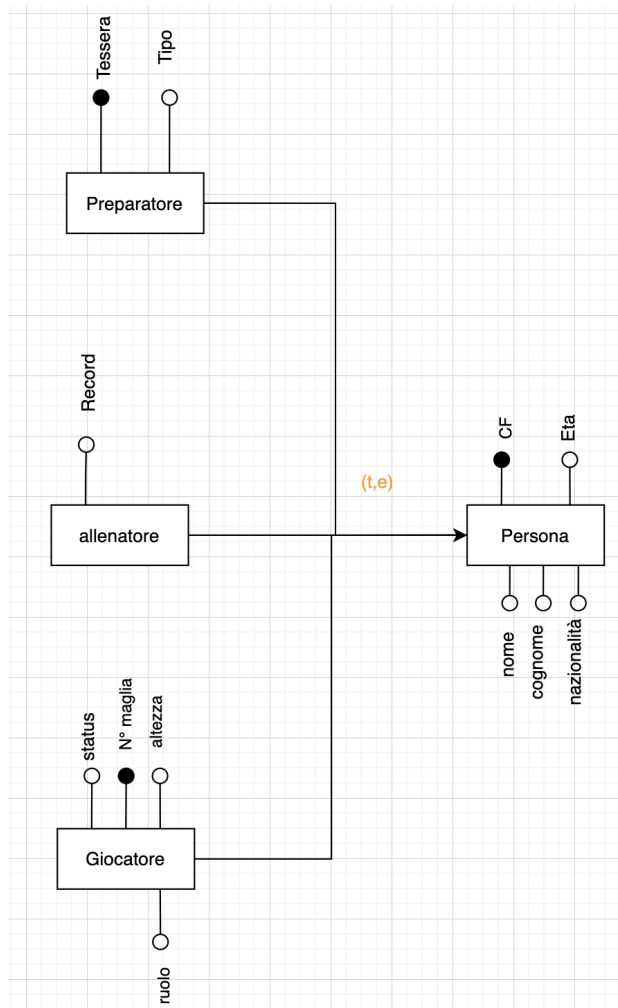 Tessera
Tipo
Preparatore
Record
allenatore
(t,e)
CF
Eta
Persona
nome
cognome
nazionalità
status
N° maglia
altezza
Giocatore
ruolo